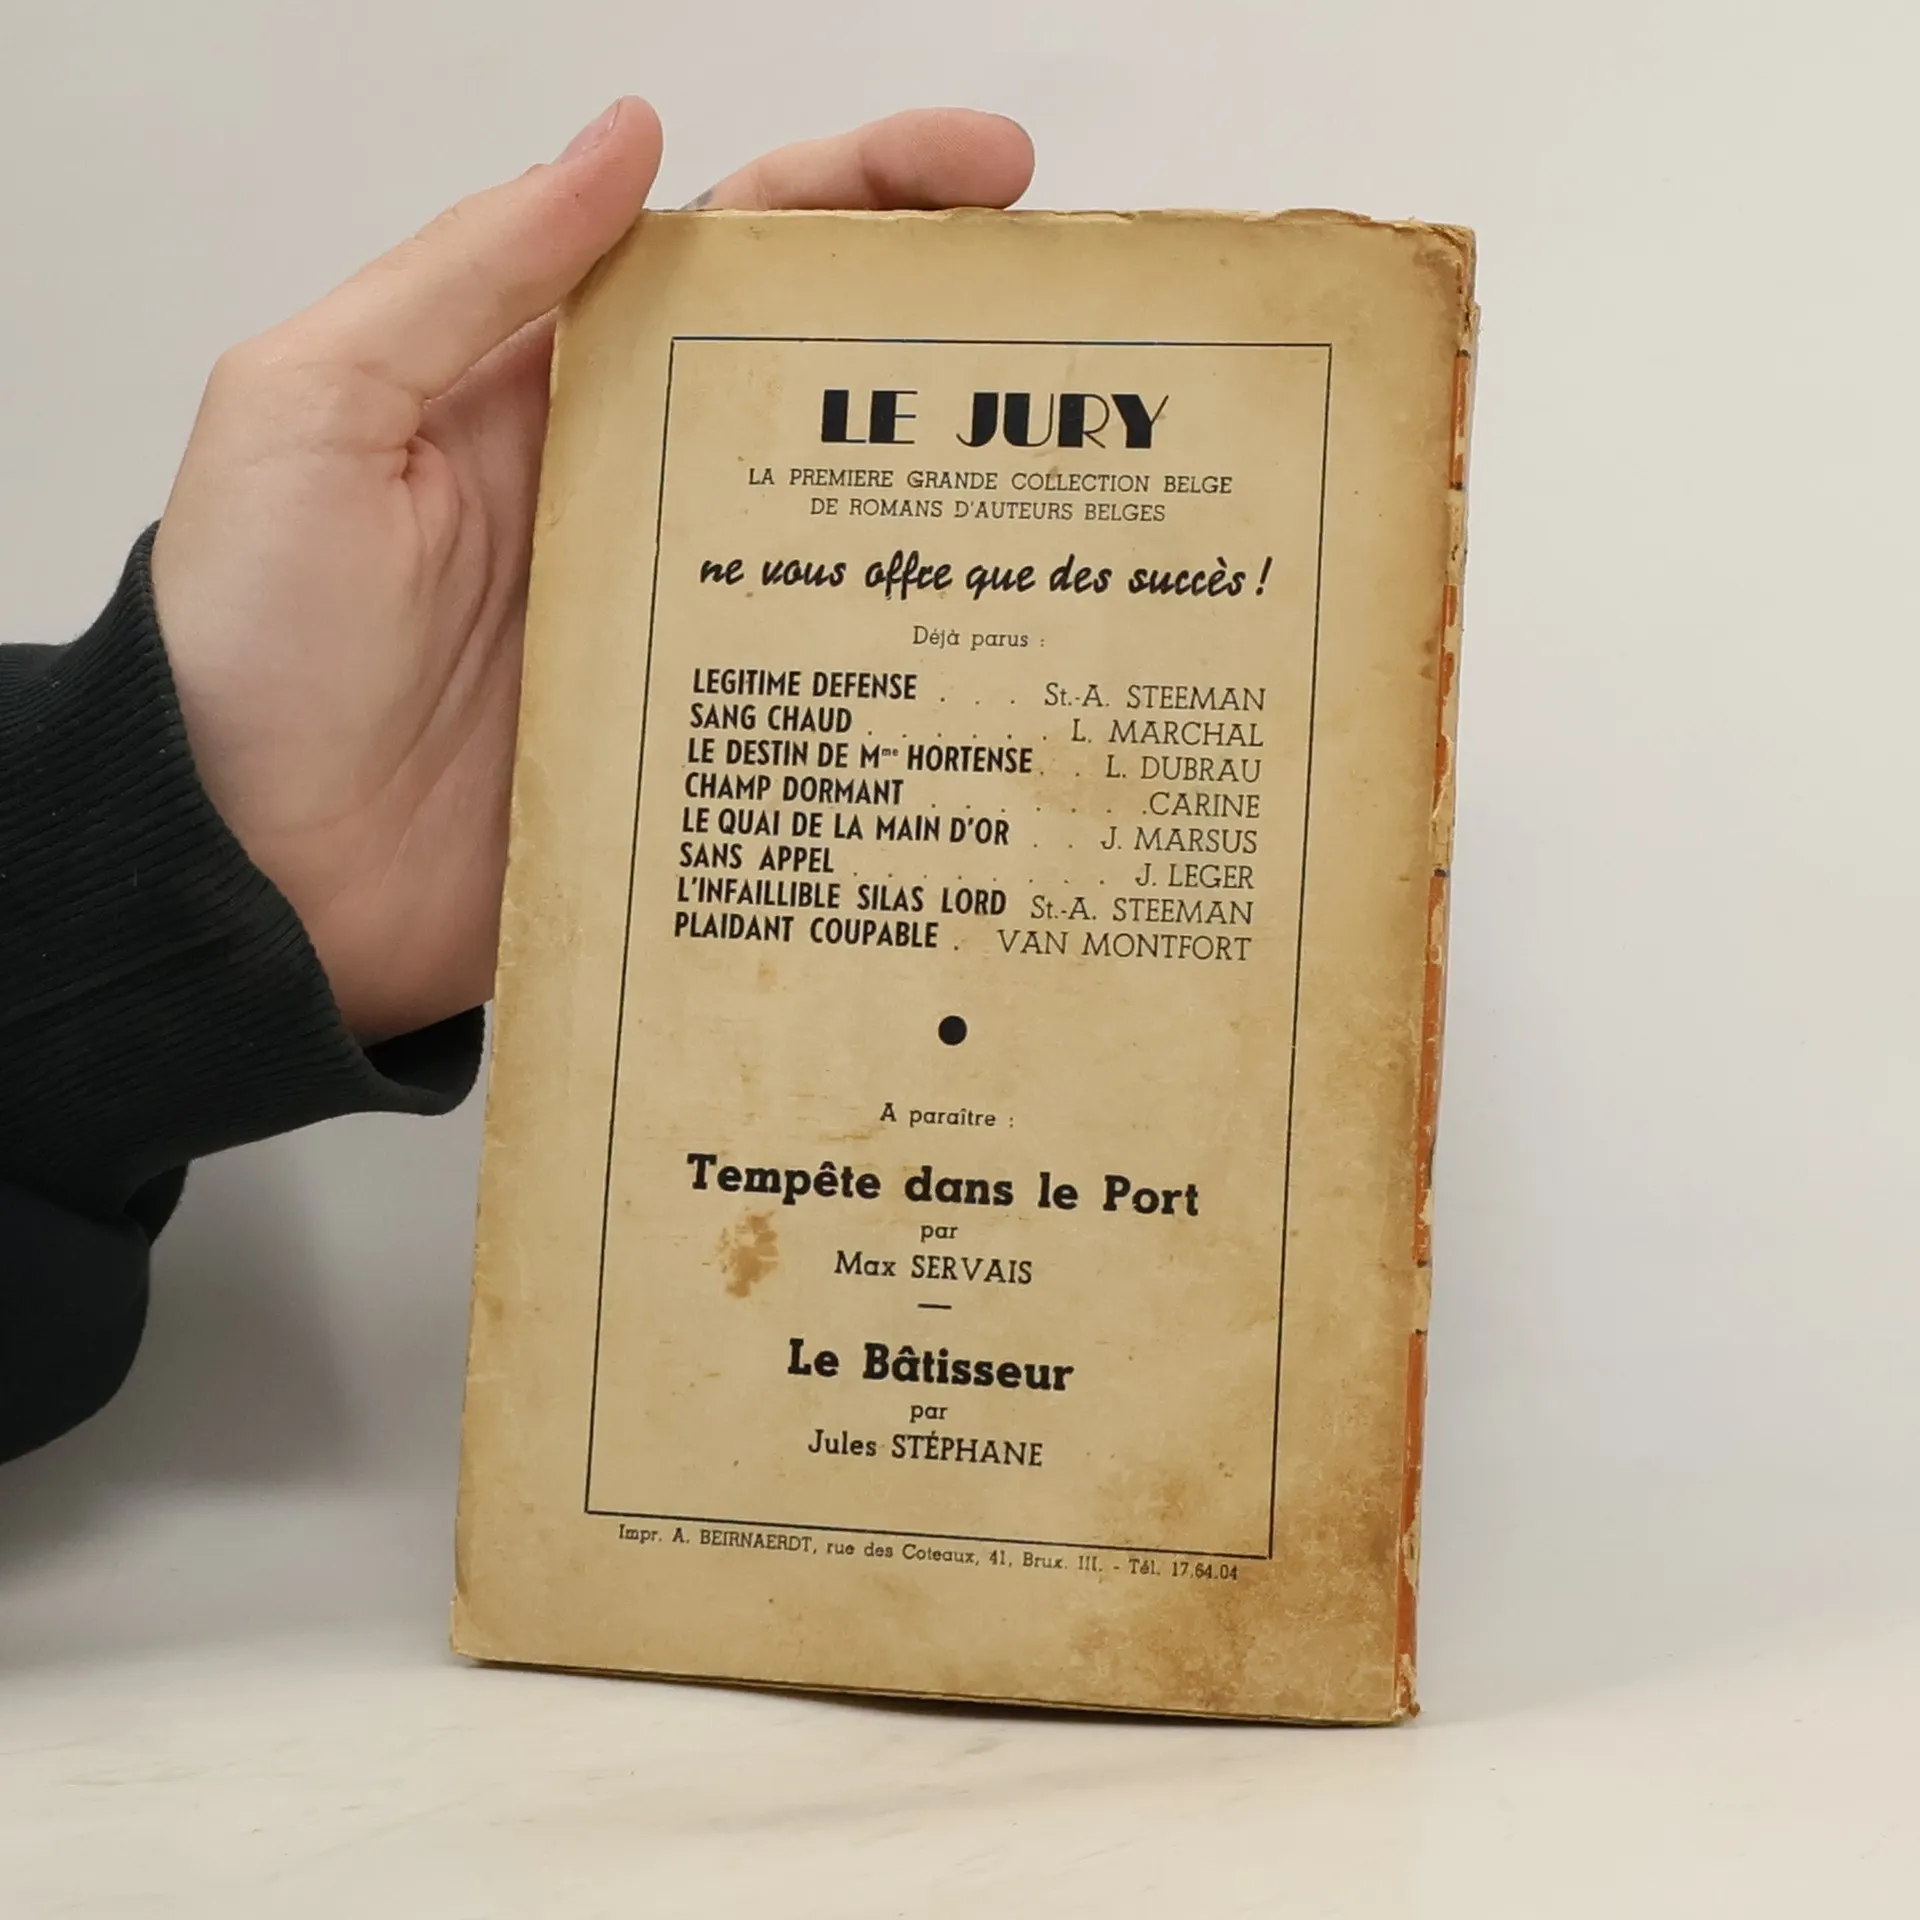 LE JURY
LA PREMIERE GRANDE COLLECTION BELGE
DE ROMANS D'AUTEURS BELGES
ne vous offre que des succès !
Déjà parus :
LEGITIME DEFENSE . . . St.-A. STEEMAN
SANG CHAUD . . . . . . L. MARCHAL
LE DESTIN DE Mme HORTENSE . . L. DUBRAU
CHAMP DORMANT . . . . . . . CARINE
LE QUAI DE LA MAIN D'OR . . J. MARSUS
SANS APPEL . . . . . . . . J. LEGER
L'INFAILLIBLE SILAS LORD St.-A. STEEMAN
PLAIDANT COUPABLE . VAN MONTFORT
●
A paraître :
Tempête dans le Port
par
Max SERVAIS
—
Le Bâtisseur
par
Jules STÉPHANE
Impr. A. BEIRNAERDT, rue des Coteaux, 41, Brux. III. - Tél. 17.64.04